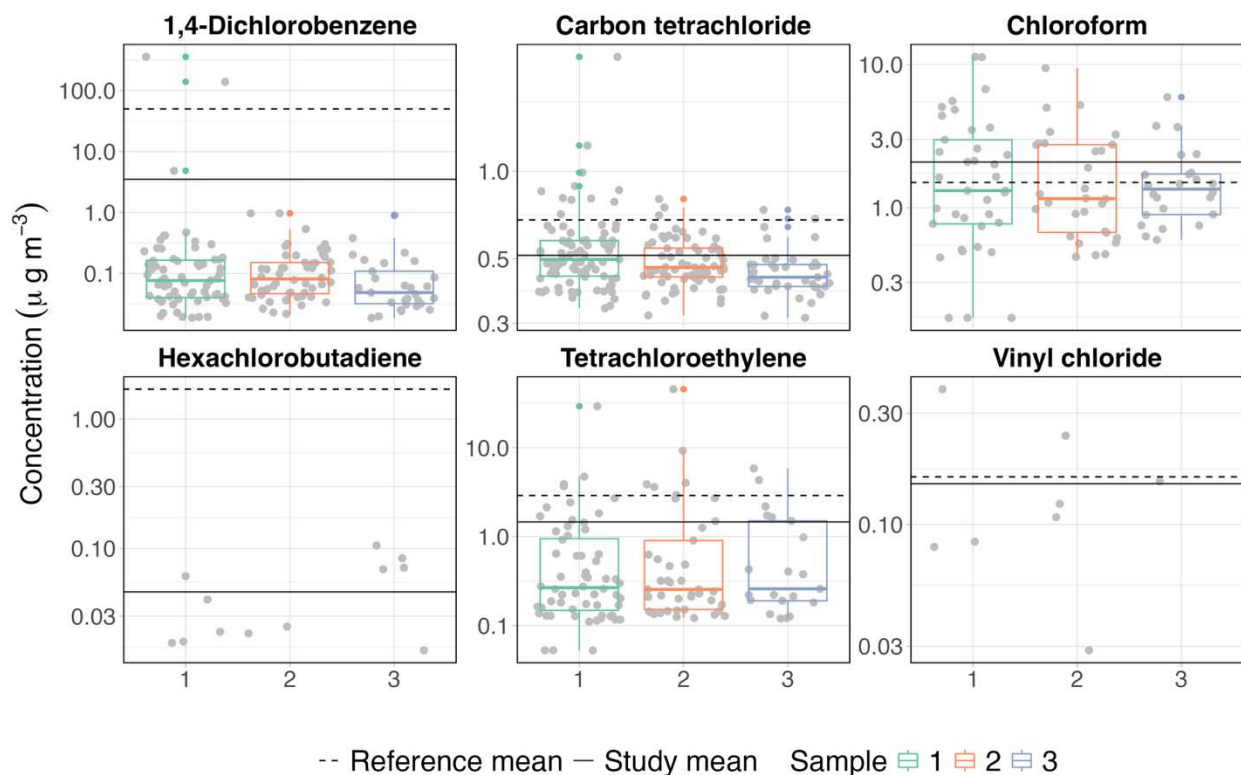 1,4-Dichlorobenzene
Carbon tetrachloride
Chloroform
100.0
10.0
1.0
0.1
1.0
0.5
0.3
10.0
3.0
1.0
0.3
Concentration (μ g m⁻³)
Hexachlorobutadiene
Tetrachloroethylene
Vinyl chloride
1.00
0.30
0.10
0.03
10.0
1.0
0.1
0.30
0.10
0.03
1 2 3
1 2 3
1 2 3
-- Reference mean — Study mean Sample 1 2 3